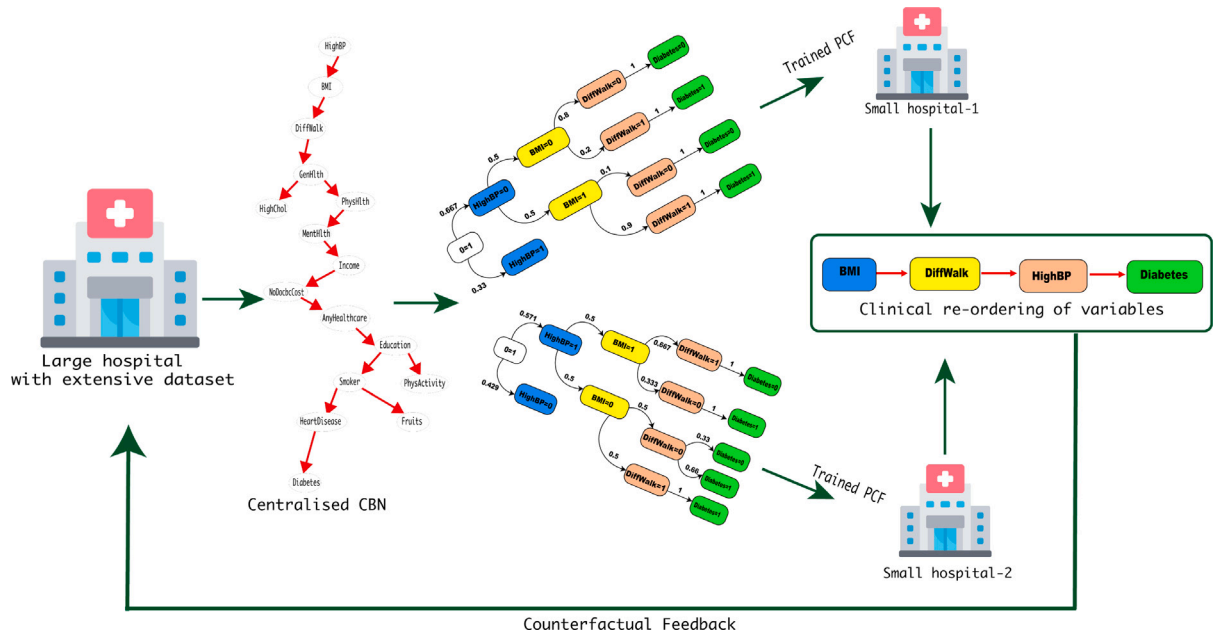 HighBP
BMI
DiffWalk
GenHlth
HighChol
PhysHlth
MentHlth
Income
NoDocbcCost
AnyHealthcare
Education
Smoker
PhysActivity
HeartDisease
Fruits
Diabetes
Centralised CBN
Large hospital
with extensive dataset
0=1
0.667
0.33
HighBP=0
HighBP=1
0.5
0.5
BMI=0
BMI=1
0.8
0.2
0.1
0.9
DiffWalk=0
DiffWalk=1
DiffWalk=0
DiffWalk=1
1
1
1
1
Diabetes=0
Diabetes=1
Diabetes=0
Diabetes=1
0=1
0.571
0.429
HighBP=1
HighBP=0
0.5
0.5
BMI=1
BMI=0
0.667
0.333
0.5
0.5
DiffWalk=1
DiffWalk=0
DiffWalk=0
DiffWalk=1
1
1
0.33
0.66
1
Diabetes=0
Diabetes=1
Diabetes=0
Diabetes=1
Diabetes=1
Trained PCF
Small hospital-1
Trained PCF
Small hospital-2
BMI
DiffWalk
HighBP
Diabetes
Clinical re-ordering of variables
Counterfactual Feedback